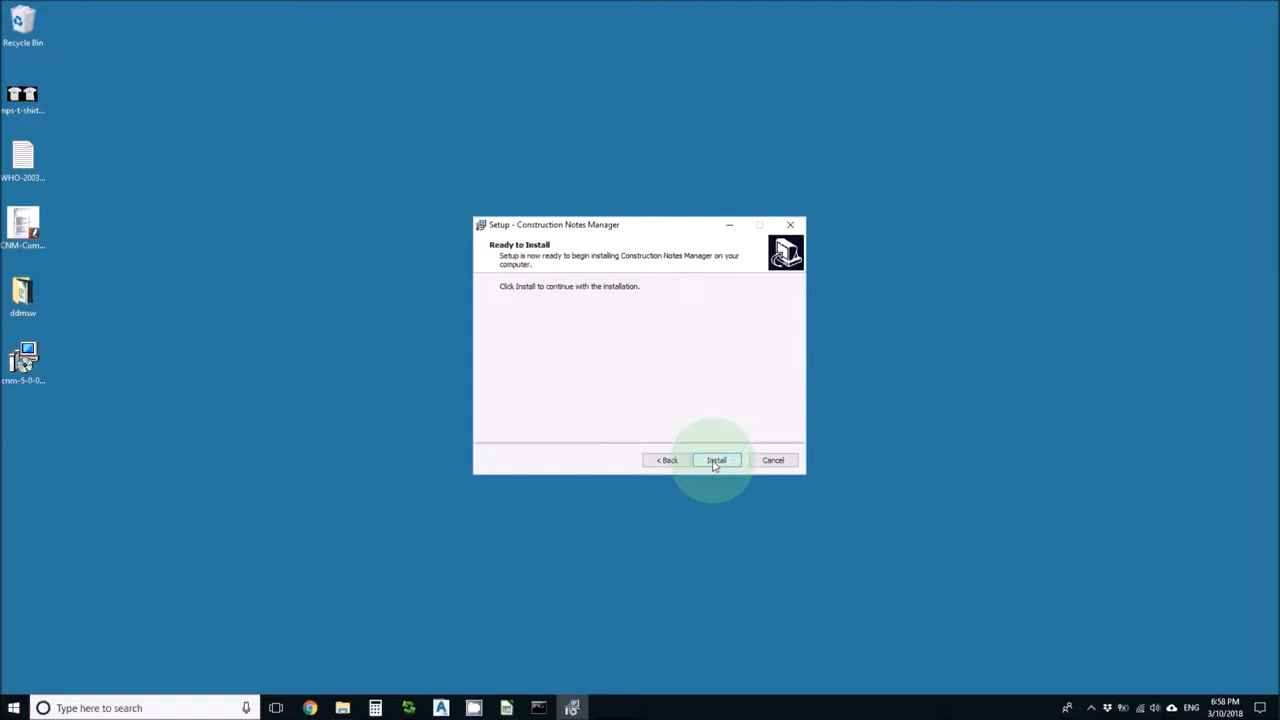 Recycle Bin
nps-t-shirt...
WHO-2003...
CNM-Com...
ddmsw
cnm-5-0-0...
Setup - Construction Notes Manager
Ready to Install
Setup is now ready to begin installing Construction Notes Manager on your
computer.
Click Install to continue with the installation.
< Back
Install
Cancel
Type here to search
ENG
6:58 PM
3/10/2018